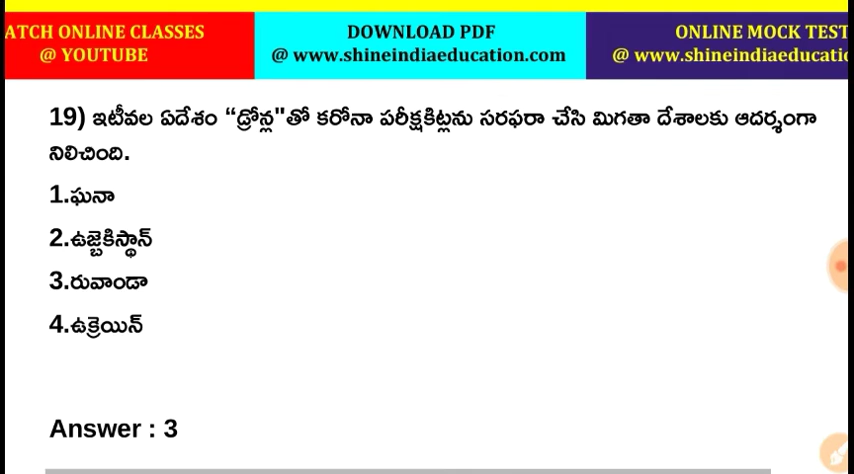 ATCH ONLINE CLASSES
@ YOUTUBE
DOWNLOAD PDF
@ www.shineindiaeducation.com
ONLINE MOCK TEST
@ www.shineindiaeducatio
19) ఇటీవల ఏదేశం “డ్రోన్ల"తో కరోనా పరీక్షకిట్లను సరఫరా చేసి మిగతా దేశాలకు ఆదర్శంగా
నిలిచింది.
1.ఘనా
2.ఉజ్బెకిస్థాన్
3.రువాండా
4.ఉక్రెయిన్
Answer : 3